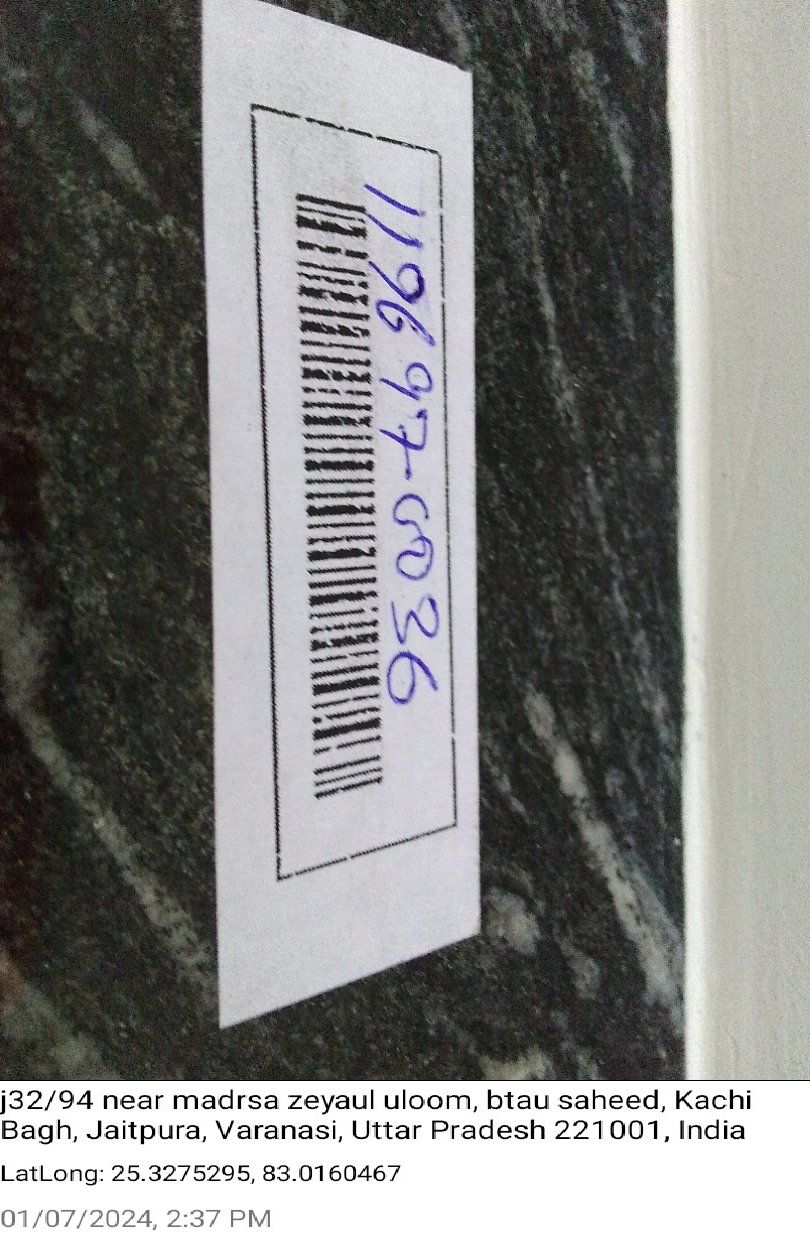 119697-0036
j32/94 near madrsa zeyaul uloom, btau saheed, Kachi
Bagh, Jaitpura, Varanasi, Uttar Pradesh 221001, India
LatLong: 25.3275295, 83.0160467
01/07/2024, 2:37 PM